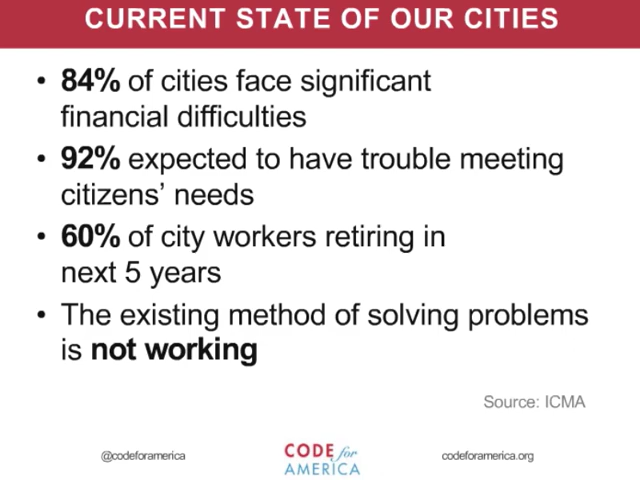 CURRENT STATE OF OUR CITIES
• 84% of cities face significant
financial difficulties
• 92% expected to have trouble meeting
citizens’ needs
• 60% of city workers retiring in
next 5 years
• The existing method of solving problems
is not working
Source: ICMA
@codeforamerica
CODE for
AMERICA
codeforamerica.org